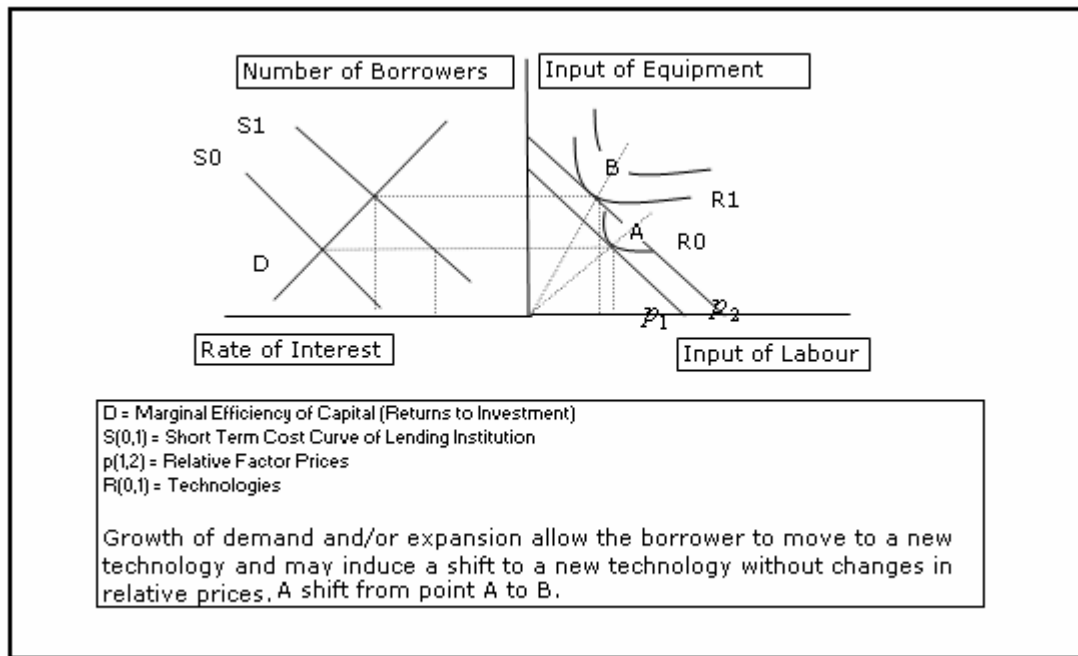 Number of Borrowers
Input of Equipment
S1
S0
B
R1
A
R0
D
p1
p2
Rate of Interest
Input of Labour
D = Marginal Efficiency of Capital (Returns to Investment)
S(0,1) = Short Term Cost Curve of Lending Institution
p(1,2) = Relative Factor Prices
R(0,1) = Technologies
Growth of demand and/or expansion allow the borrower to move to a new
technology and may induce a shift to a new technology without changes in
relative prices. A shift from point A to B.